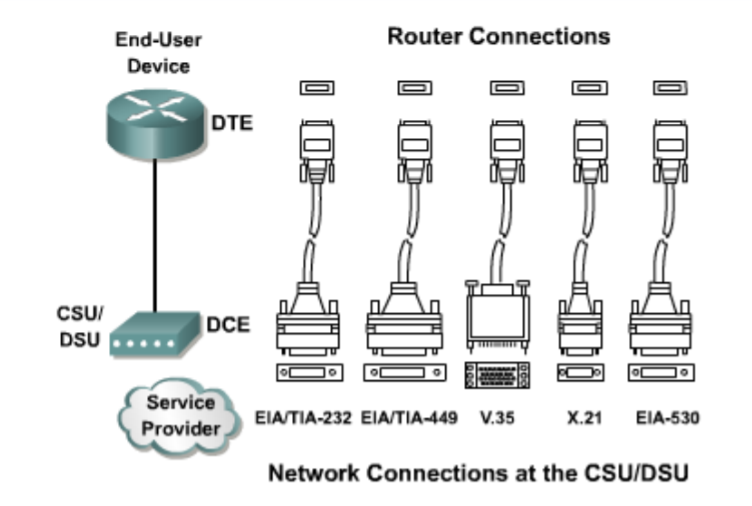 End-User
Device
Router Connections
DTE
CSU/
DSU
DCE
Service
Provider
EIA/TIA-232 EIA/TIA-449 V.35 X.21 EIA-530
Network Connections at the CSU/DSU